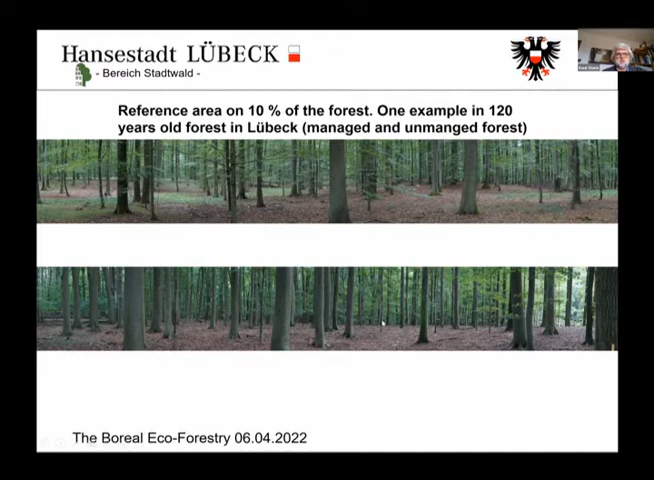 Hansestadt LÜBECK
- Bereich Stadtwald -
Reference area on 10 % of the forest. One example in 120
years old forest in Lübeck (managed and unmanged forest)
The Boreal Eco-Forestry 06.04.2022